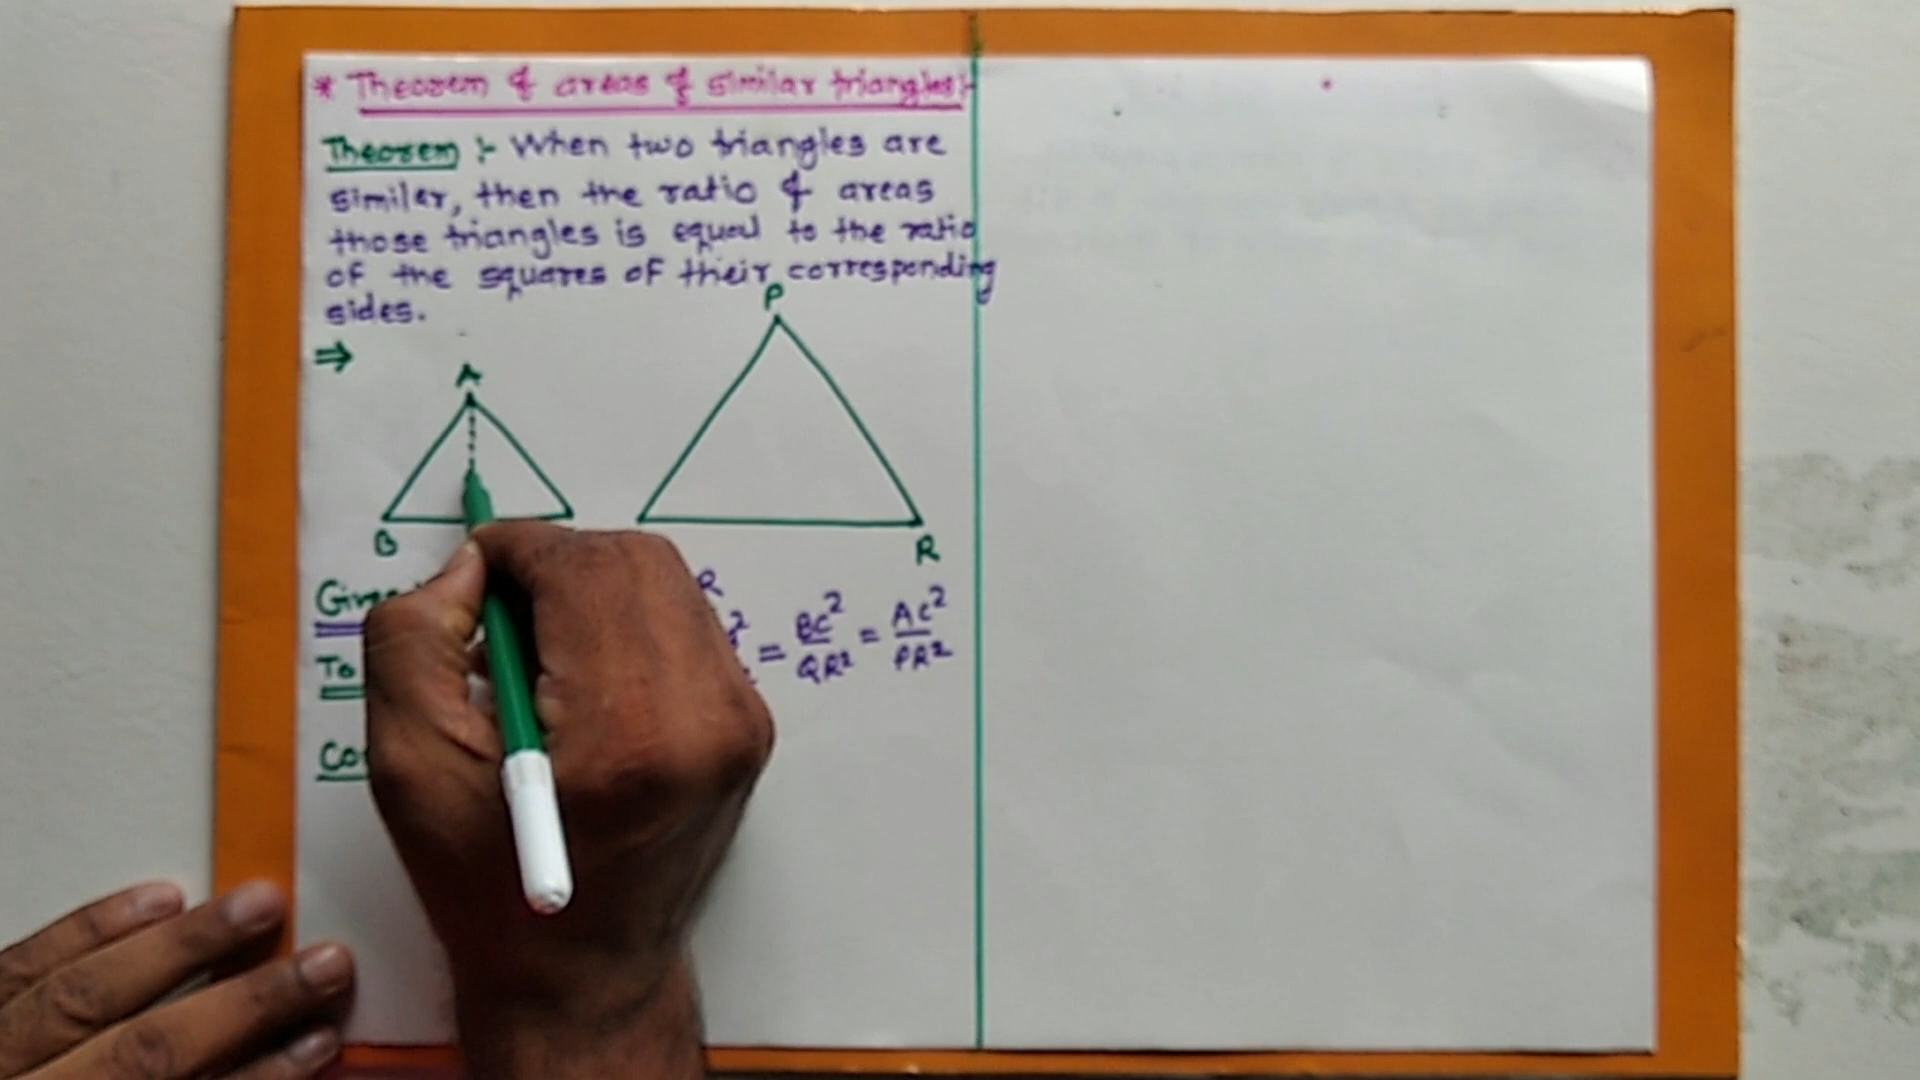 * Theorem of areas of similar triangles:-
Theorem :- When two triangles are
similar, then the ratio of areas
those triangles is equal to the ratio
of the squares of their corresponding
sides.
⇒
P
A
B
R
R
= BC² / QR² = AC² / PR²
To